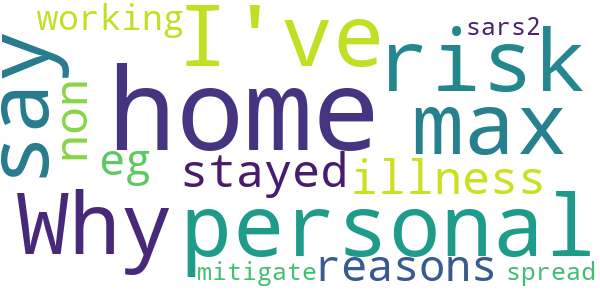 working I've sars2
say home risk
non max
eg stayed illness
Why personal
mitigate reasons spread